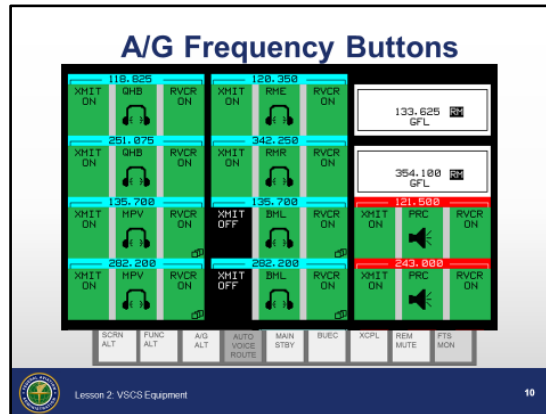 A/G Frequency Buttons
118.825
XMIT ON QHB RVCR ON
120.350
XMIT ON RME RVCR ON
133.625 RM
GFL
251.075
XMIT ON QHB RVCR ON
342.250
XMIT ON RMR RVCR ON
354.100 RM
GFL
135.700
XMIT ON MPV RVCR ON
135.700
XMIT OFF BML RVCR ON
121.500
XMIT ON PRC RVCR ON
282.200
XMIT ON MPV RVCR ON
282.200
XMIT OFF BML RVCR ON
243.000
XMIT ON PRC RVCR ON
SCRN ALT
FUNC ALT
A/G ALT
AUTO VOICE ROUTE
MAIN STBY
BUEC
XCPL
REM MUTE
FTS MON
Lesson 2: VSCS Equipment
10